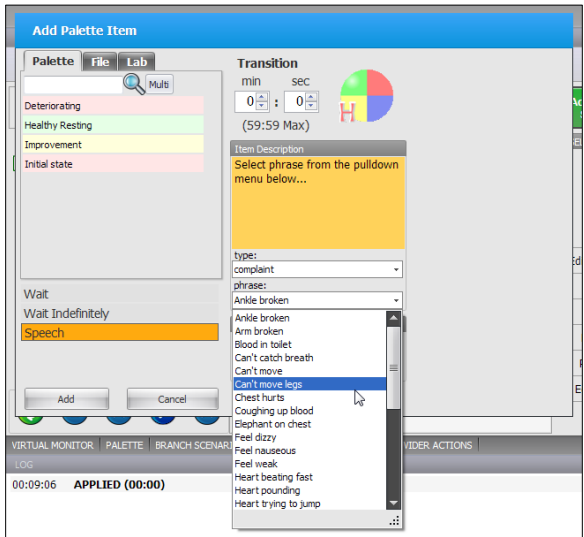 Add Palette Item
Palette File Lab
Multi
Deteriorating
Healthy Resting
Improvement
Initial state
Wait
Wait Indefinitely
Speech
Add Cancel
Transition
min sec
0 : 0
(59:59 Max)
H
Item Description
Select phrase from the pulldown
menu below...
type:
complaint
phrase:
Ankle broken
Ankle broken
Arm broken
Blood in toilet
Can't catch breath
Can't move
Can't move legs
Chest hurts
Coughing up blood
Elephant on chest
Feel dizzy
Feel nauseous
Feel weak
Heart beating fast
Heart pounding
Heart trying to jump
VIRTUAL MONITOR PALETTE BRANCH SCENAR
VIDER ACTIONS
LOG
00:09:06 APPLIED (00:00)